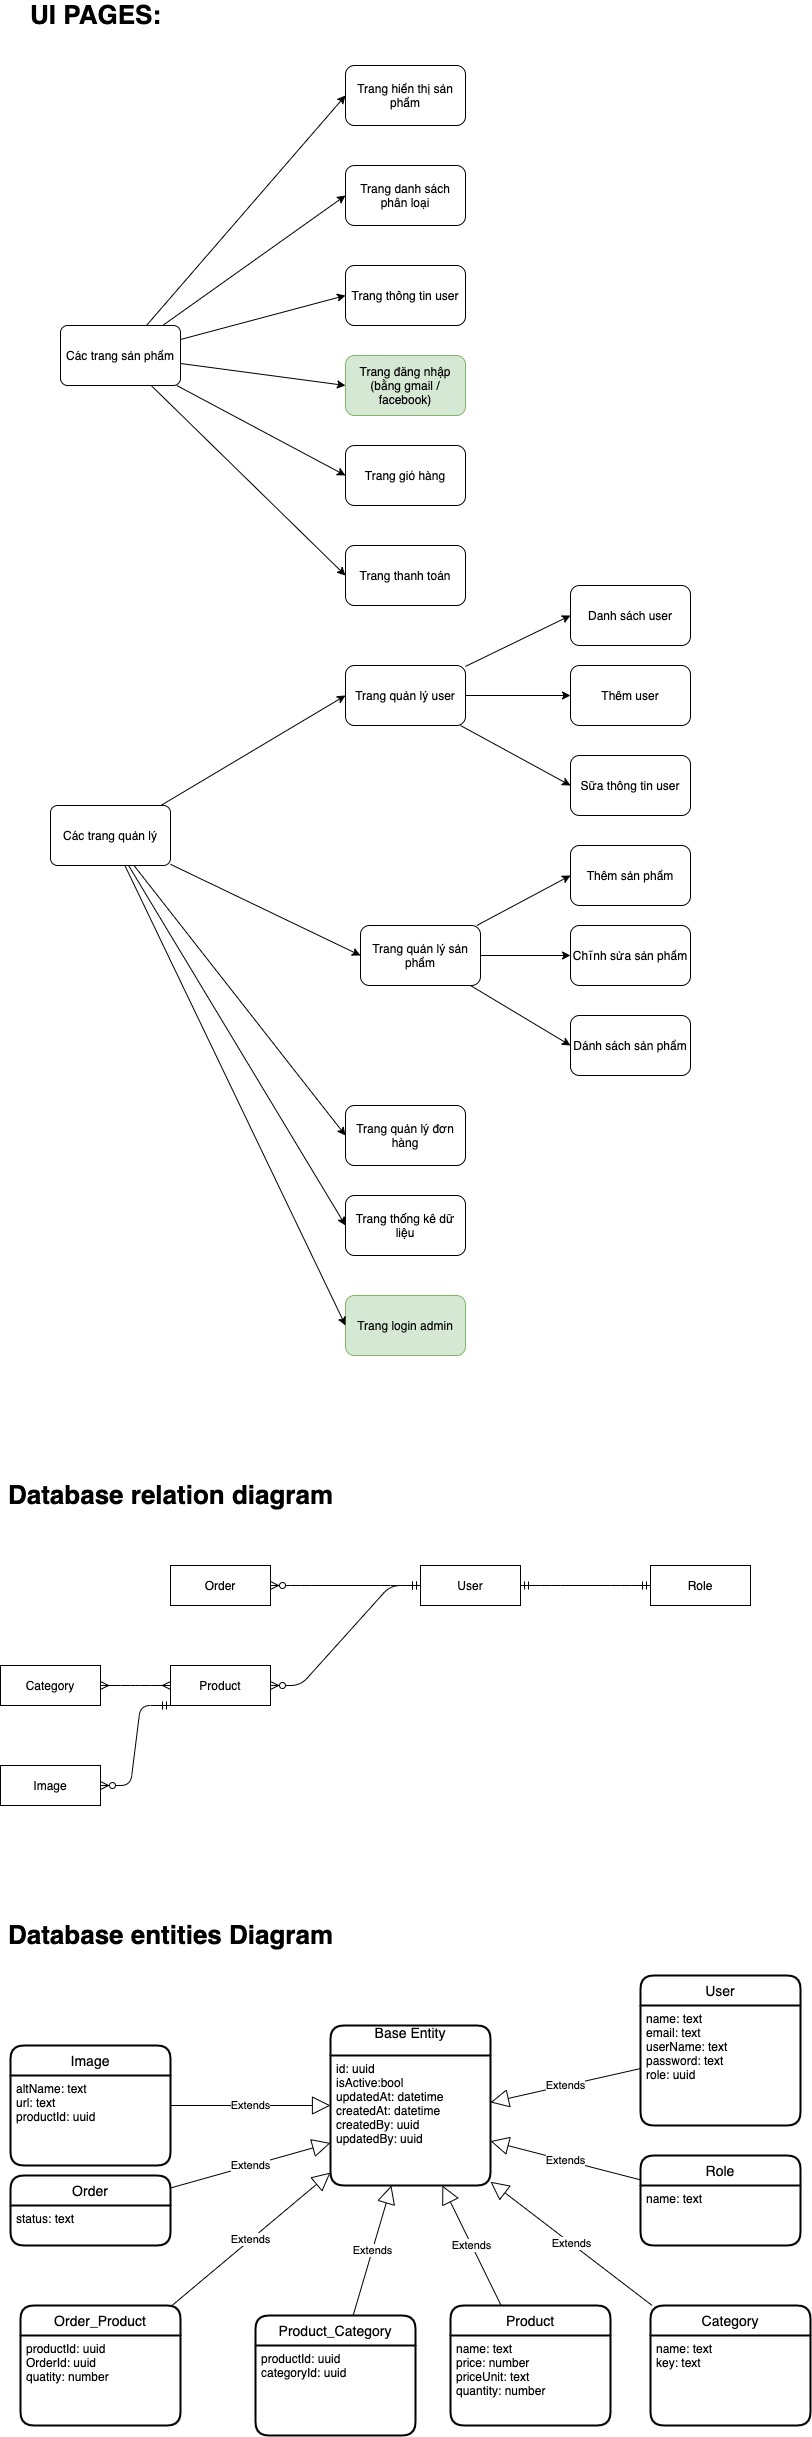 UI PAGES:
Trang hiển thị sản
phẩm
Trang danh sách
phân loại
Trang thông tin user
Các trang sản phẩm
Trang đăng nhập
(bằng gmail /
facebook)
Trang giỏ hàng
Trang thanh toán
Danh sách user
Trang quản lý user
Thêm user
Sữa thông tin user
Các trang quản lý
Thêm sản phẩm
Trang quản lý sản
phẩm
Chĩnh sửa sản phẩm
Dánh sách sản phẩm
Trang quản lý đơn
hàng
Trang thống kê dữ
liệu
Trang login admin
Database relation diagram
Order
User
Role
Category
Product
Image
Database entities Diagram
User
name: text
email: text
userName: text
password: text
role: uuid
Base Entity
id: uuid
isActive:bool
updatedAt: datetime
createdAt: datetime
createdBy: uuid
updatedBy: uuid
Image
altName: text
url: text
productId: uuid
Extends
Extends
Order
status: text
Extends
Extends
Role
name: text
Extends
Extends
Extends
Extends
Order_Product
productId: uuid
OrderId: uuid
quatity: number
Product_Category
productId: uuid
categoryId: uuid
Product
name: text
price: number
priceUnit: text
quantity: number
Category
name: text
key: text